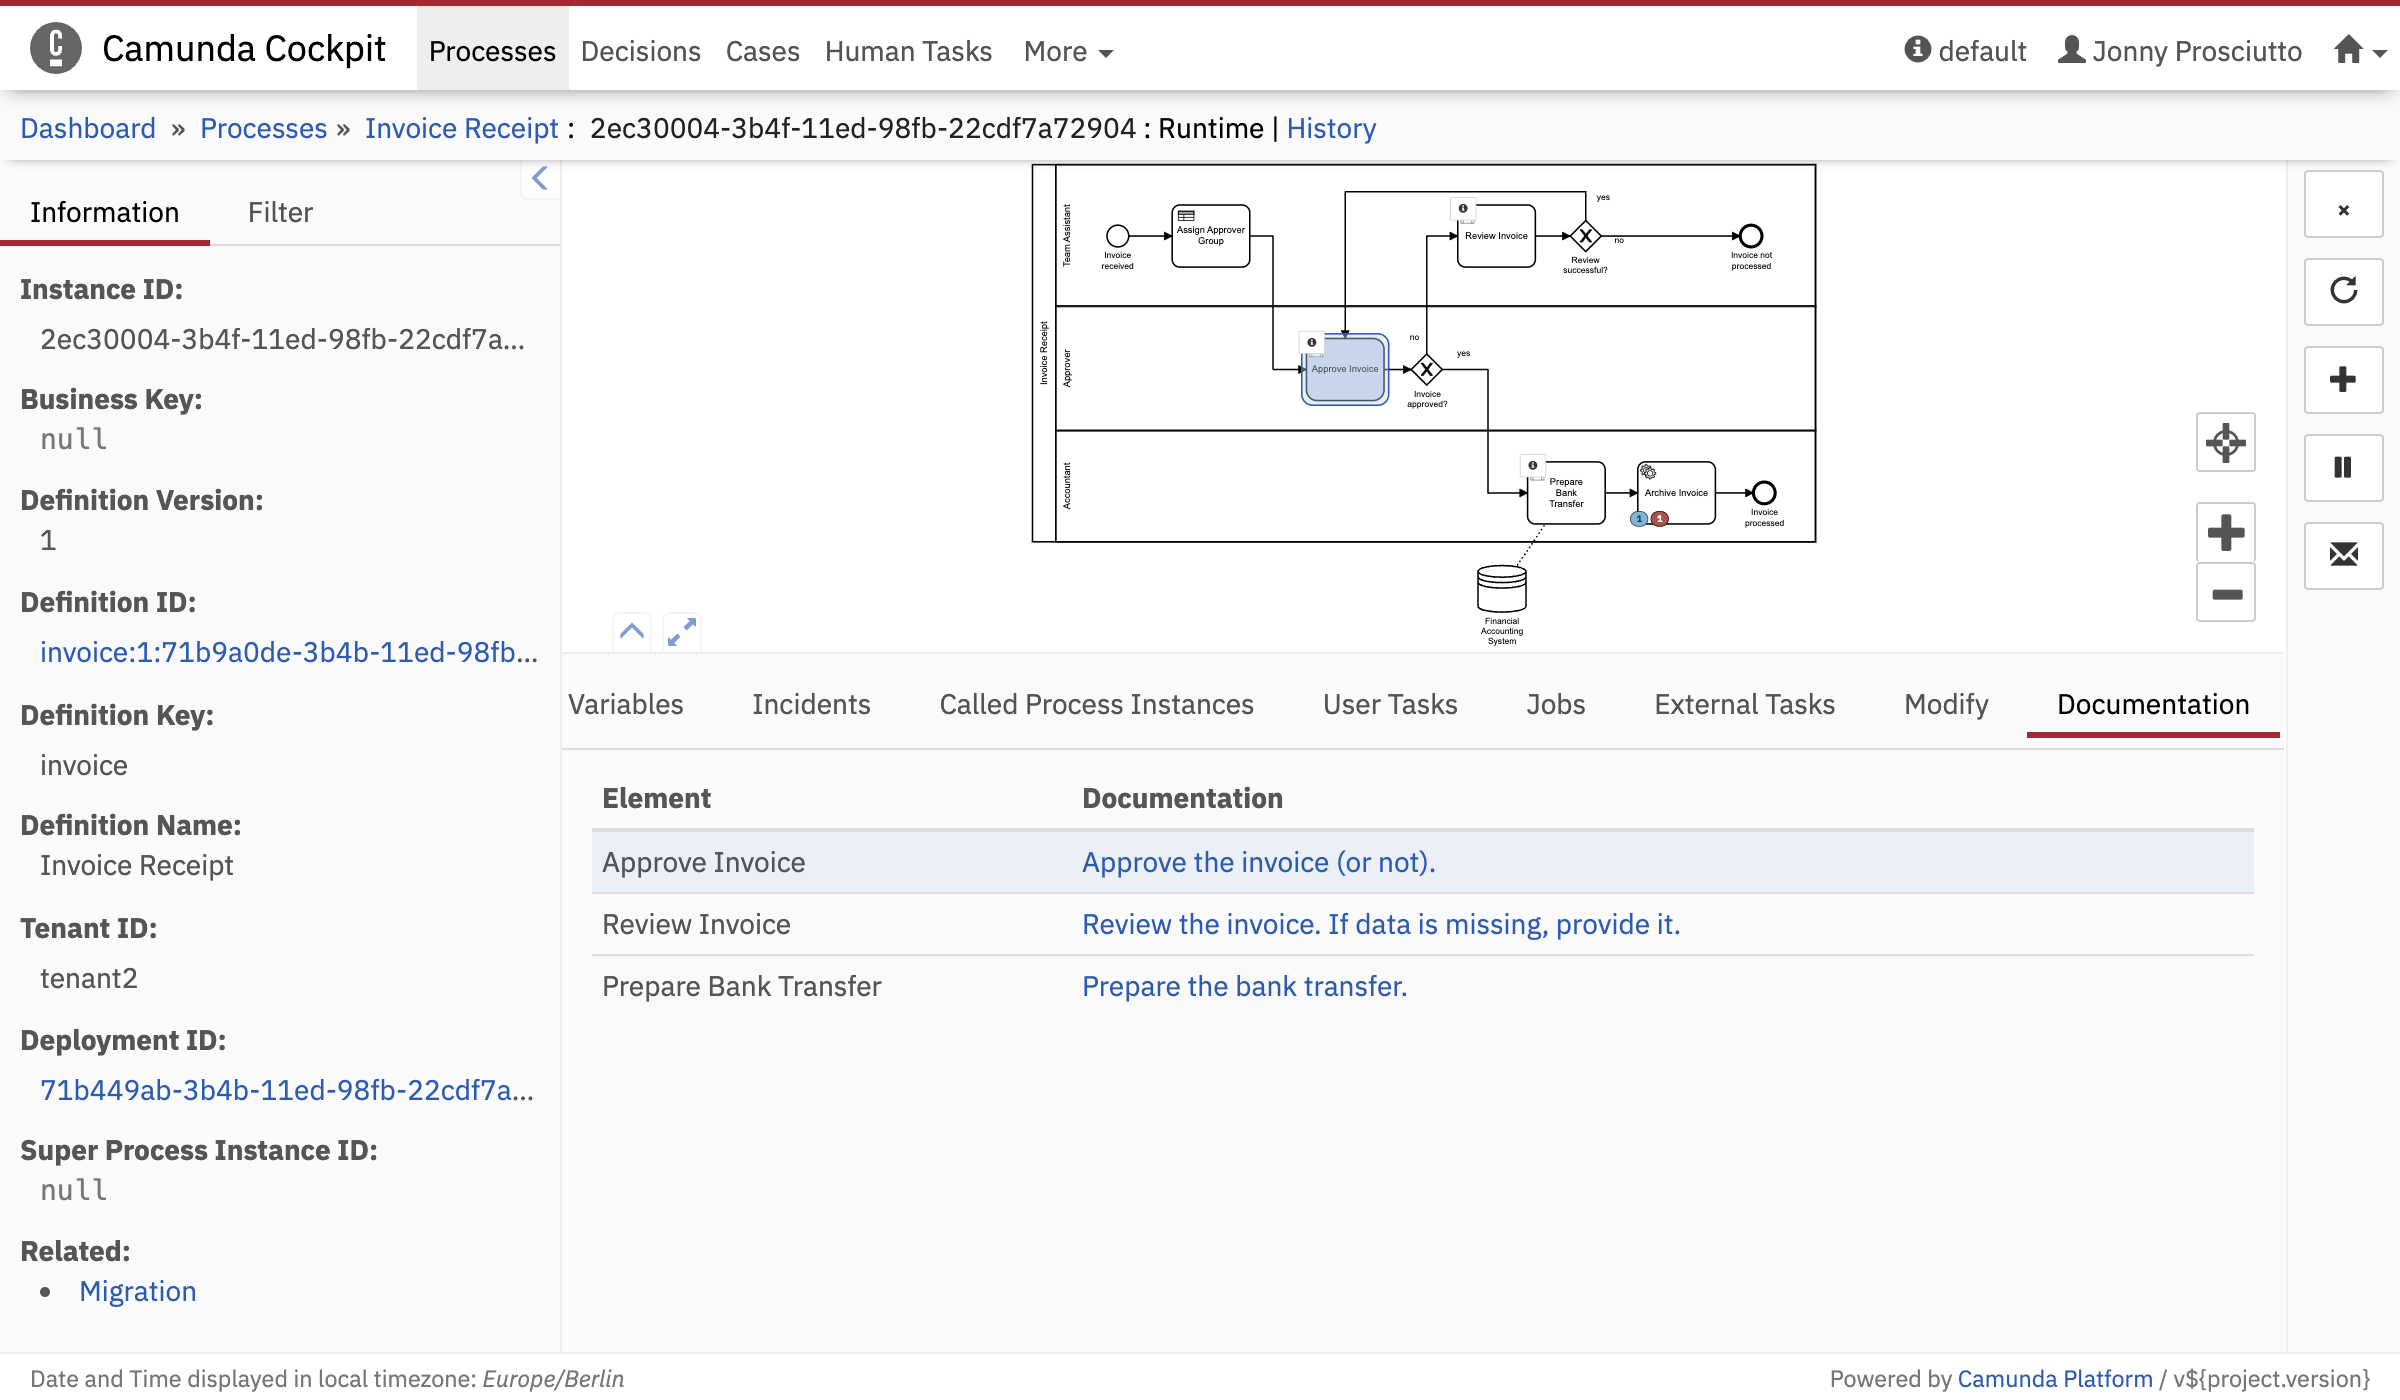 Camunda Cockpit Processes Decisions Cases Human Tasks More default Jonny Prosciutto
Dashboard » Processes » Invoice Receipt : 2ec30004-3b4f-11ed-98fb-22cdf7a72904 : Runtime | History
Information Filter
Instance ID:
2ec30004-3b4f-11ed-98fb-22cdf7a...
Business Key:
null
Definition Version:
1
Definition ID:
invoice:1:71b9a0de-3b4b-11ed-98fb...
Definition Key:
invoice
Definition Name:
Invoice Receipt
Tenant ID:
tenant2
Deployment ID:
71b449ab-3b4b-11ed-98fb-22cdf7a...
Super Process Instance ID:
null
Related:
• Migration
Invoice Receipt
Team Assistant
Invoice
received
Assign Approver
Group
Review Invoice
yes
no
Review
successful?
Invoice not
processed
Approver
Approve Invoice
no
yes
Invoice
approved?
Accountant
Prepare
Bank
Transfer
Archive Invoice
1 1
Invoice
processed
Financial
Accounting
System
Variables Incidents Called Process Instances User Tasks Jobs External Tasks Modify Documentation
Element Documentation
Approve Invoice Approve the invoice (or not).
Review Invoice Review the invoice. If data is missing, provide it.
Prepare Bank Transfer Prepare the bank transfer.
Date and Time displayed in local timezone: Europe/Berlin
Powered by Camunda Platform / v${project.version}